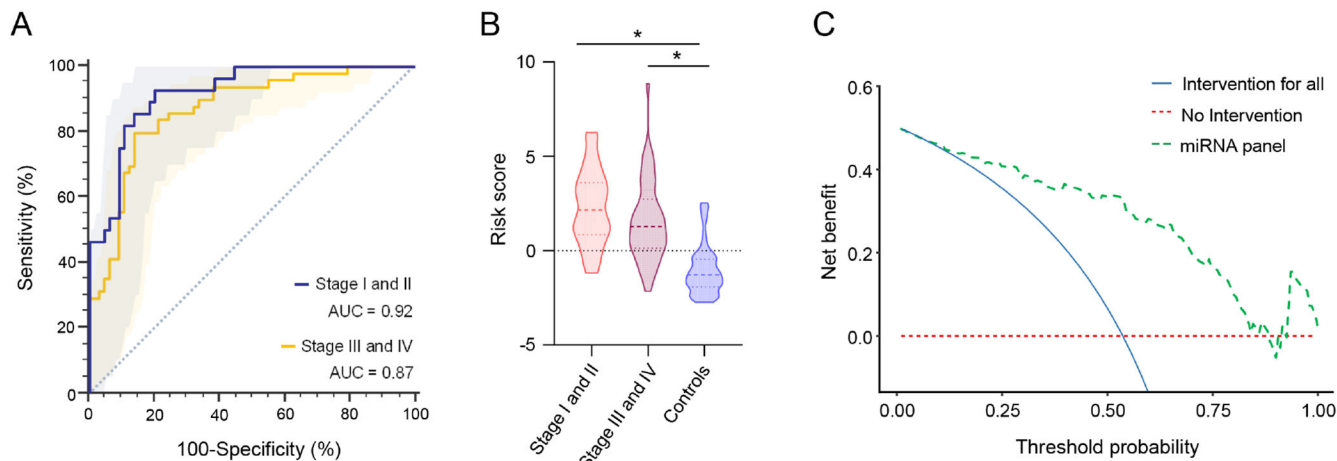 A
Sensitivity (%)
100
80
60
40
20
0
Stage I and II
AUC = 0.92
Stage III and IV
AUC = 0.87
0 20 40 60 80 100
100-Specificity (%)
B
* *
Risk score
10
5
0
-5
Stage I and II
Stage III and IV
Controls
C
Intervention for all
No Intervention
miRNA panel
Net benefit
0.6
0.4
0.2
0.0
0.00 0.25 0.50 0.75 1.00
Threshold probability